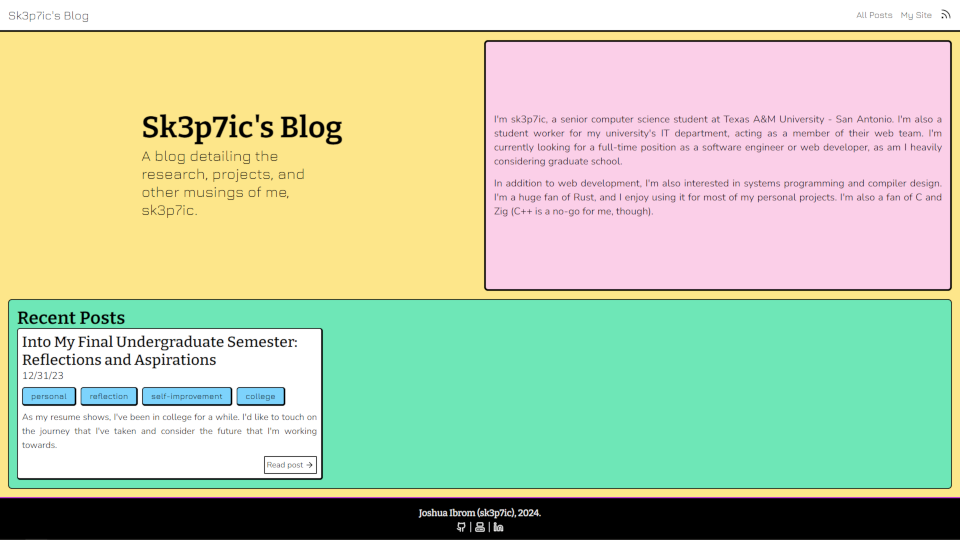 Sk3p7ic's Blog
All Posts My Site
Sk3p7ic's Blog
A blog detailing the
research, projects, and
other musings of me,
sk3p7ic.
I'm sk3p7ic, a senior computer science student at Texas A&M University - San Antonio. I'm also a
student worker for my university's IT department, acting as a member of their web team. I'm
currently looking for a full-time position as a software engineer or web developer, as am I heavily
considering graduate school.
In addition to web development, I'm also interested in systems programming and compiler design.
I'm a huge fan of Rust, and I enjoy using it for most of my personal projects. I'm also a fan of C and
Zig (C++ is a no-go for me, though).
Recent Posts
Into My Final Undergraduate Semester:
Reflections and Aspirations
12/31/23
personal reflection self-improvement college
As my resume shows, I've been in college for a while. I'd like to touch on
the journey that I've taken and consider the future that I'm working
towards.
Read post →
Joshua Ibrom (sk3p7ic), 2024.